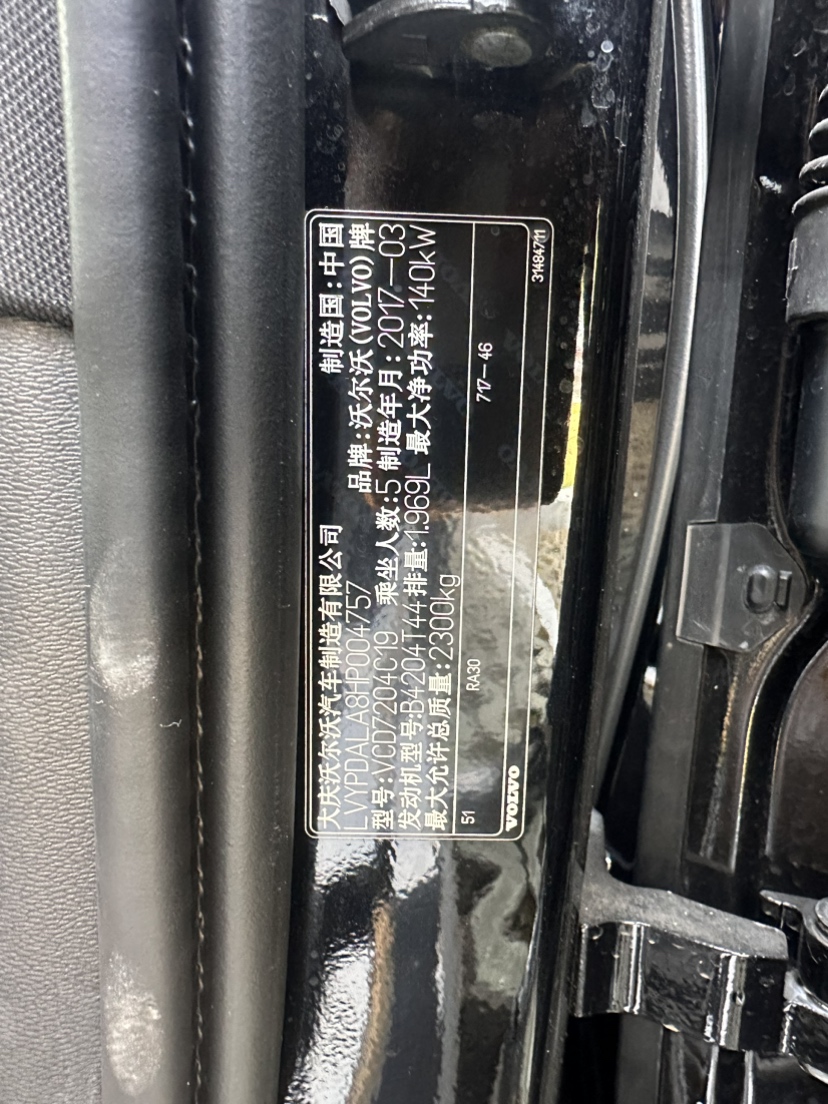 大庆沃尔沃汽车制造有限公司 制造国:中国
LVYPDALA8HP004757 品牌:沃尔沃(VOLVO)牌
型号:VCD7204C19 乘坐人数:5 制造年月:2017-03
发动机型号:B4204T44 排量:1.969L 最大净功率:140kW
最大允许总质量:2300kg
51 RA30 717-46
VOLVO 31484711